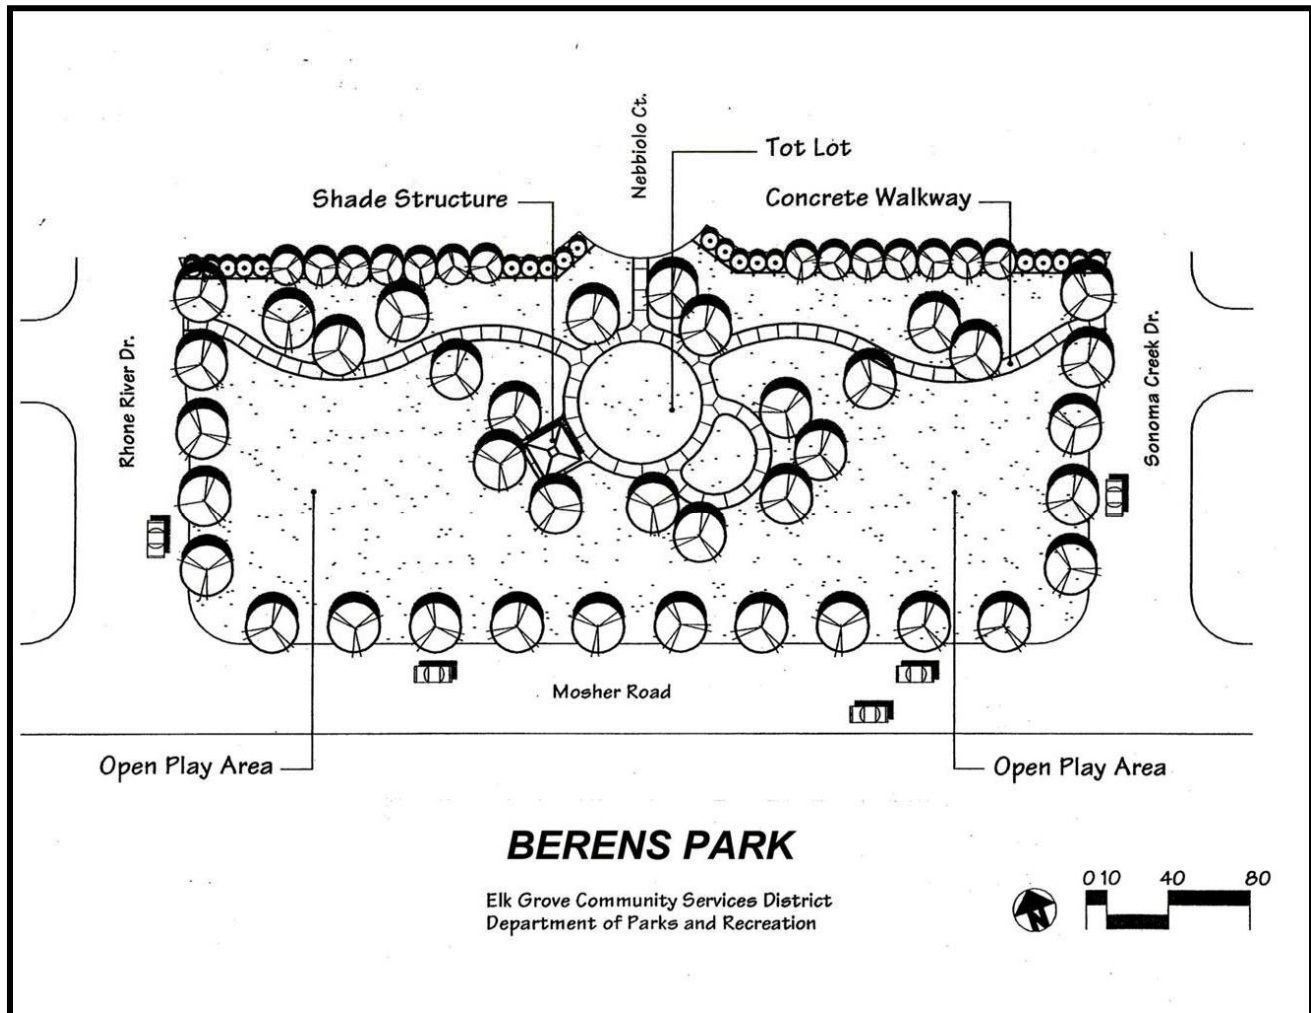 Nebbiolo Ct.
Tot Lot
Shade Structure
Concrete Walkway
Rhone River Dr.
Sonoma Creek Dr.
Mosher Road
Open Play Area
Open Play Area
BERENS PARK
Elk Grove Community Services District
Department of Parks and Recreation
N
0 10 40 80